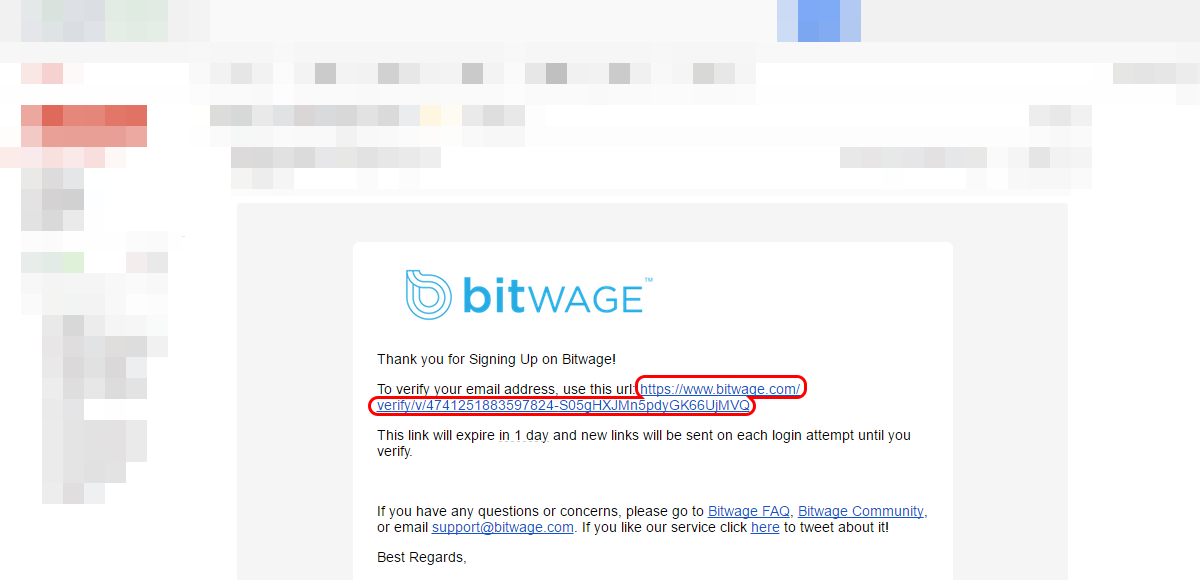 bitWAGE™
Thank you for Signing Up on Bitwage!
To verify your email address, use this url: https://www.bitwage.com/
verify/v/4741251883597824-S05gHXJMn5pdyGK66UjMVQ
This link will expire in 1 day and new links will be sent on each login attempt until you
verify.
If you have any questions or concerns, please go to Bitwage FAQ, Bitwage Community,
or email support@bitwage.com. If you like our service click here to tweet about it!
Best Regards,